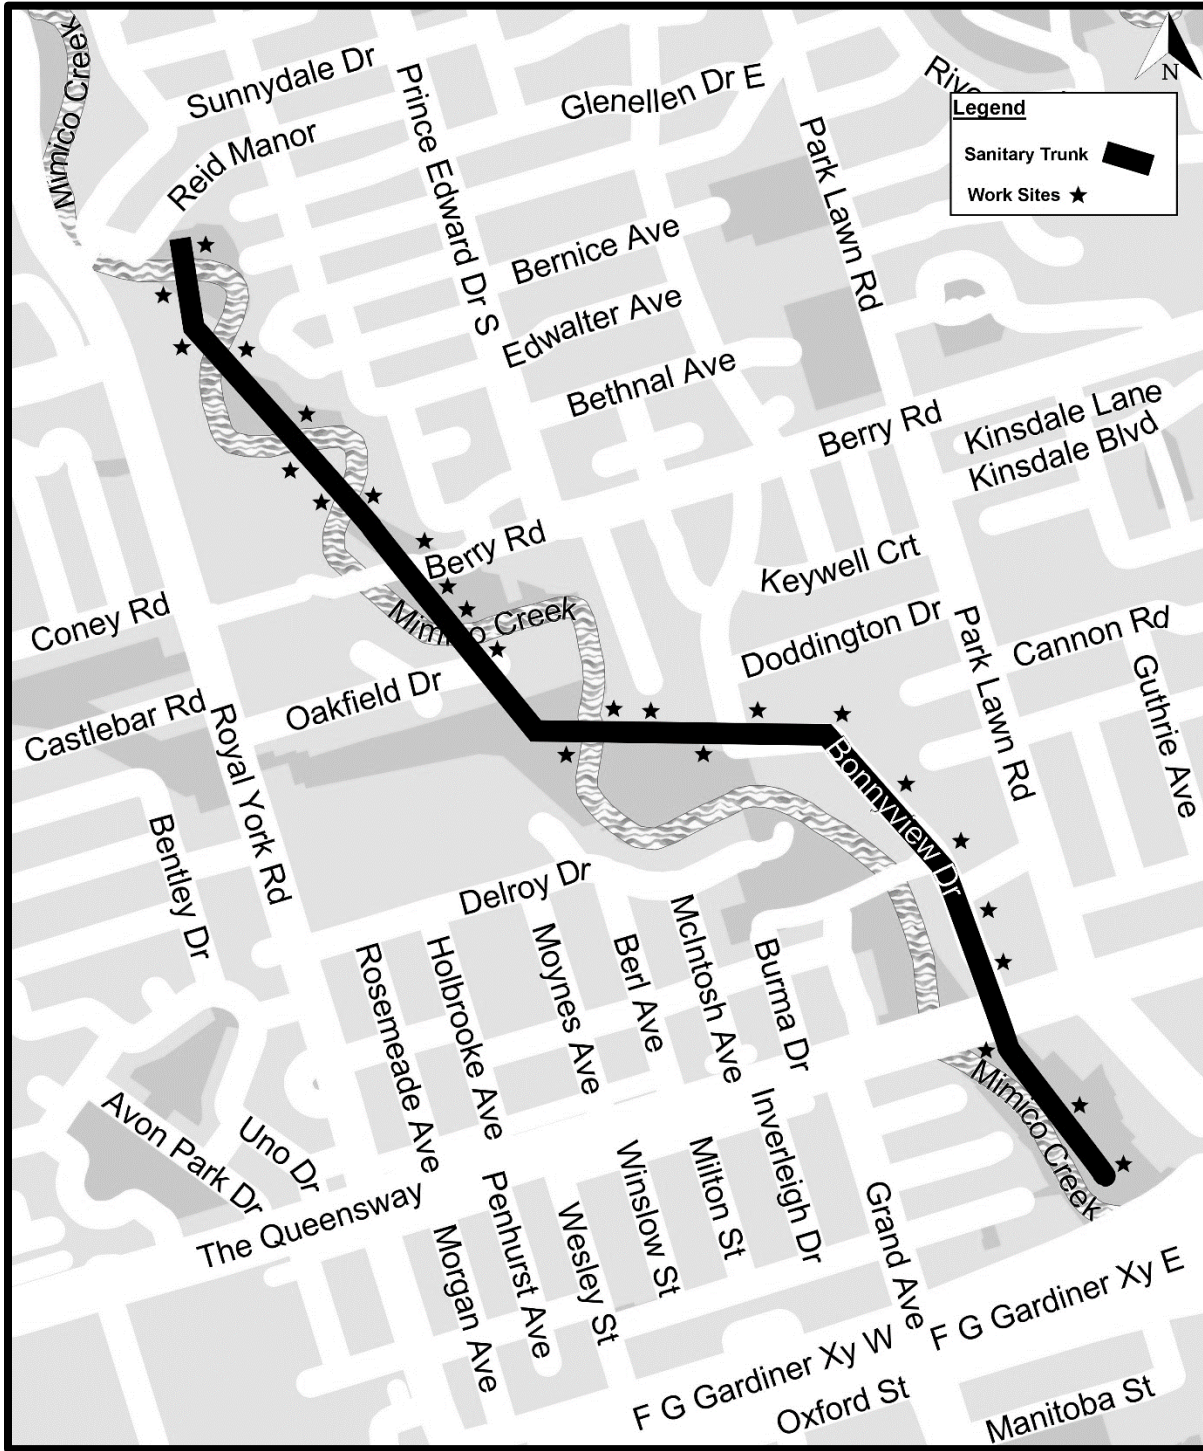 Mimico Creek
Sunnydale Dr
Reid Manor
Prince Edward Dr S
Glenellen Dr E
Park Lawn Rd
N
Legend
Sanitary Trunk
Work Sites
Bernice Ave
Edwalter Ave
Bethnal Ave
Berry Rd
Kinsdale Lane
Kinsdale Blvd
Berry Rd
Keywell Crt
Coney Rd
Mimico Creek
Doddington Dr
Park Lawn Rd
Cannon Rd
Guthrie Ave
Castlebar Rd
Oakfield Dr
Royal York Rd
Bonnyview Dr
Bentley Dr
Delroy Dr
Rosemeade Ave
Holbrooke Ave
Moynes Ave
Berl Ave
McIntosh Ave
Burma Dr
Mimico Creek
Avon Park Dr
Uno Dr
The Queensway
Morgan Ave
Penhurst Ave
Wesley St
Winslow St
Milton St
Inverleigh Dr
Grand Ave
F G Gardiner Xy W
F G Gardiner Xy E
Oxford St
Manitoba St